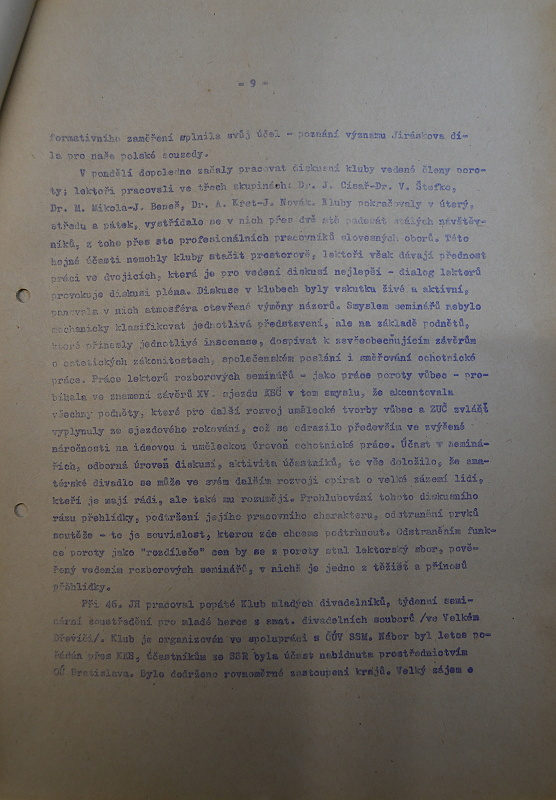 - 9 -
formativního zaměření splnila svůj účel - poznání významu Jiráskova dí-
la pro naše polské sousedy.
V pondělí dopoledne začaly pracovat diskusní kluby vedené členy poro-
ty; lektoři pracovali ve třech skupinách: Dr. J. Císař-Dr. V. Štefko,
Dr. M. Mikola-J. Beneš, Dr. A. Kret-J. Novák. Kluby pokračovaly v úterý,
středu a pátek, vystřídalo se v nich přes dvě stě padesát stálých návštěv-
níků, z toho přes sto profesionálních pracovníků slovesných oborů. Této
hojné účasti nemohly kluby stačit prostorově, lektoři však dávají přednost
práci ve dvojicích, která je pro vedení diskusí nejlepší - dialog lektorů
provokuje diskusi pléna. Diskuze v klubech byly vskutku živé a aktivní,
panovala v nich atmosféra otevřené výměny názorů. Smyslem seminářů nebylo
mechanicky klasifikovat jednotlivá představení, ale na základě podnětů,
které přinesly jednotlivé inscenace, dospívat k zevšeobecňujícím závěrům
o estetických zákonitostech, společenském poslání i směřování ochotnické
práce. Práce lektorů rozborových seminářů - jako práce poroty vůbec - pro-
bíhala ve znamení závěrů XV. sjezdu KSČ v tom smyslu, že akcentovala
všechny podněty, které pro další rozvoj umělecké tvorby vůbec a ZUČ zvlášť
vyplynuly ze sjezdového rokování, což se odrazilo především ve zvýšené
náročnosti na ideovou i uměleckou úroveň ochotnické práce. Účast v seminá-
řích, odborná úroveň diskusí, aktivita účastníků, to vše doložilo, že ama-
térské divadlo se může ve svém dalším rozvoji opírat o velké zázemí lidí,
kteří je mají rádi, ale také mu rozumějí. Prohlubování tohoto diskusního
rázu přehlídky, podtržení jejího pracovního charakteru, odstranění prvků
soutěže - to je souvislost, kterou zde chceme podtrhnout. Odstraněním funk-
ce poroty jako "rozdíleče" cen by se z poroty stal lektorský sbor, pově-
řený vedením rozborových seminářů, v nichž je jedno z těžišť a přínosů
přehlídky.
Při 46. JH pracoval popáté Klub mladých divadelníků, týdenní semi-
nární soustředění pro mladé herce z amat. divadelních souborů /ve Velkém
Dřevíči/. Klub je organizován ve spolupráci s ÚV SSM. Nábor byl letos po-
řádán přes KKS, účastníkům ze SSR byla účast nabídnuta prostřednictvím
OÚ Bratislava. Bylo dodrženo rovnoměrné zastoupení krajů. Velký zájem o